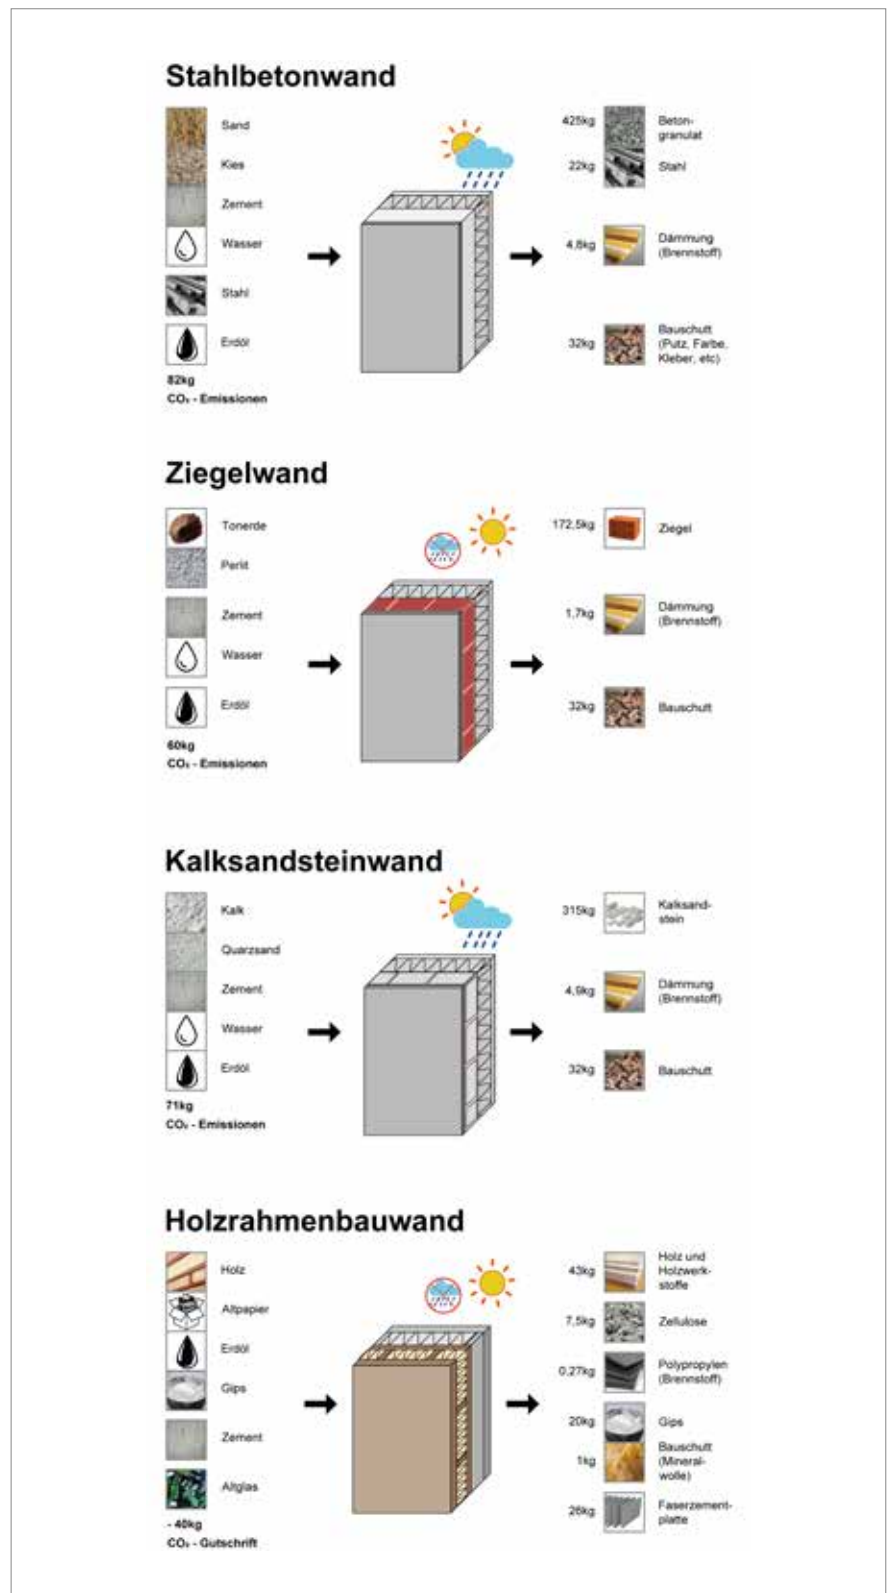 Stahlbetonwand
Sand
Kies
Zement
Wasser
Stahl
Erdöl
82kg
CO₂ - Emissionen
425kg
Beton-
granulat
22kg
Stahl
4,8kg
Dämmung
(Brennstoff)
32kg
Bauschutt
(Putz, Farbe,
Kleber, etc)
Ziegelwand
Tonerde
Perlit
Zement
Wasser
Erdöl
60kg
CO₂ - Emissionen
172,5kg
Ziegel
1,7kg
Dämmung
(Brennstoff)
32kg
Bauschutt
Kalksandsteinwand
Kalk
Quarzsand
Zement
Wasser
Erdöl
71kg
CO₂ - Emissionen
315kg
Kalksand-
stein
4,9kg
Dämmung
(Brennstoff)
32kg
Bauschutt
Holzrahmenbauwand
Holz
Altpapier
Erdöl
Gips
Zement
Altglas
- 40kg
CO₂ - Gutschrift
43kg
Holz und
Holzwerk-
stoffe
7,5kg
Zellulose
0,27kg
Polypropylen
(Brennstoff)
20kg
Gips
1kg
Bauschutt
(Mineral-
wolle)
26kg
Faserzement-
platte